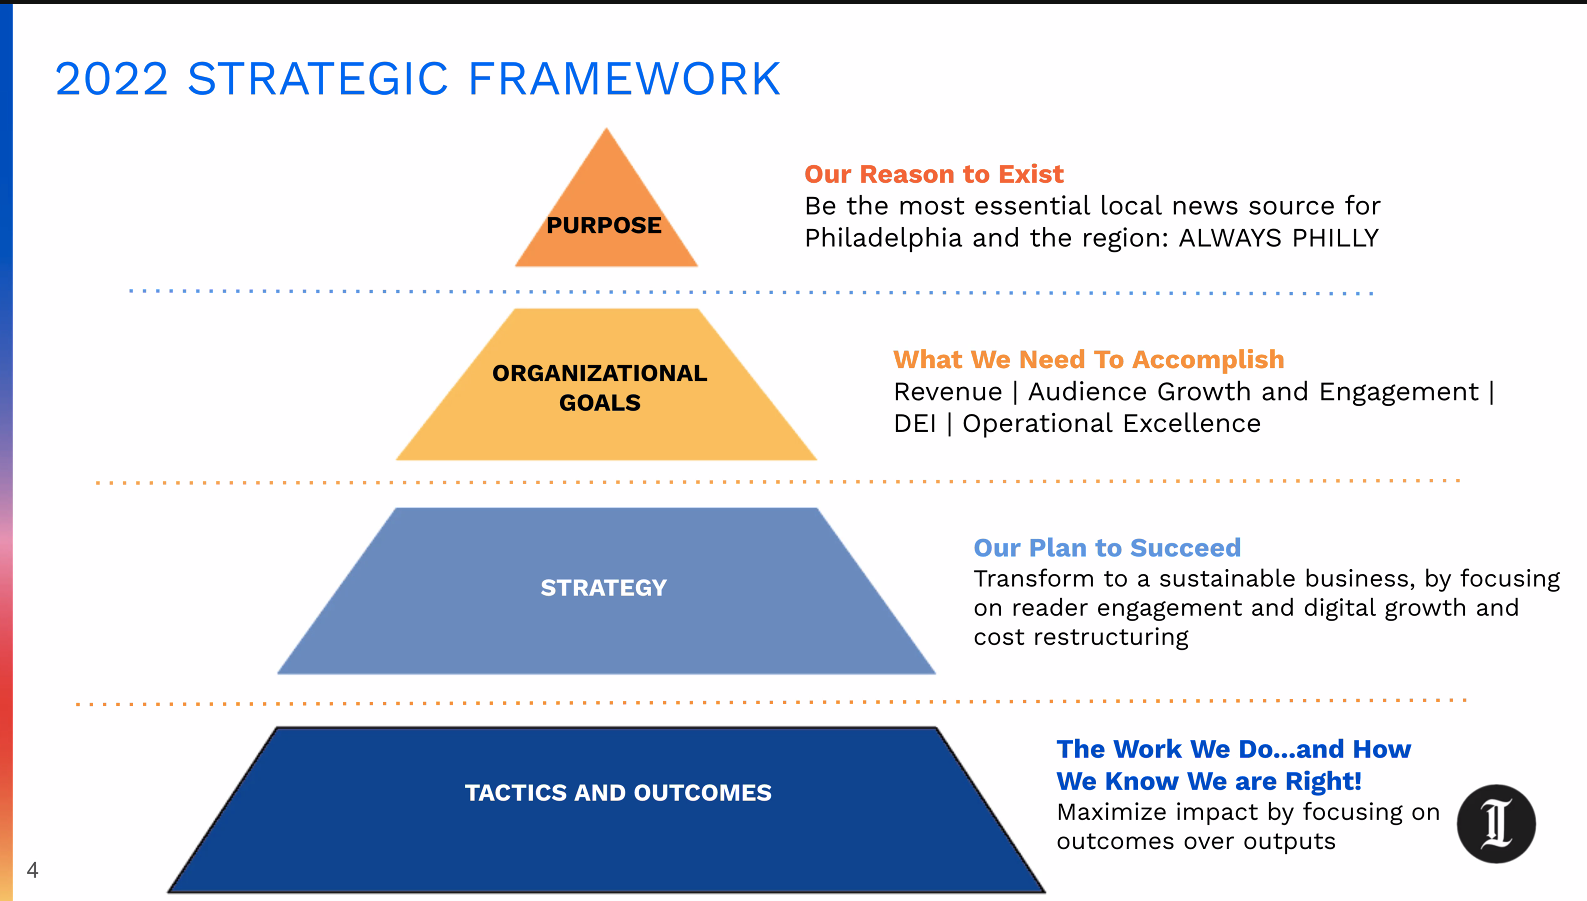 2022 STRATEGIC FRAMEWORK
PURPOSE
Our Reason to Exist
Be the most essential local news source for
Philadelphia and the region: ALWAYS PHILLY
ORGANIZATIONAL
GOALS
What We Need To Accomplish
Revenue | Audience Growth and Engagement |
DEI | Operational Excellence
STRATEGY
Our Plan to Succeed
Transform to a sustainable business, by focusing
on reader engagement and digital growth and
cost restructuring
TACTICS AND OUTCOMES
The Work We Do...and How
We Know We are Right!
Maximize impact by focusing on
outcomes over outputs
I
4